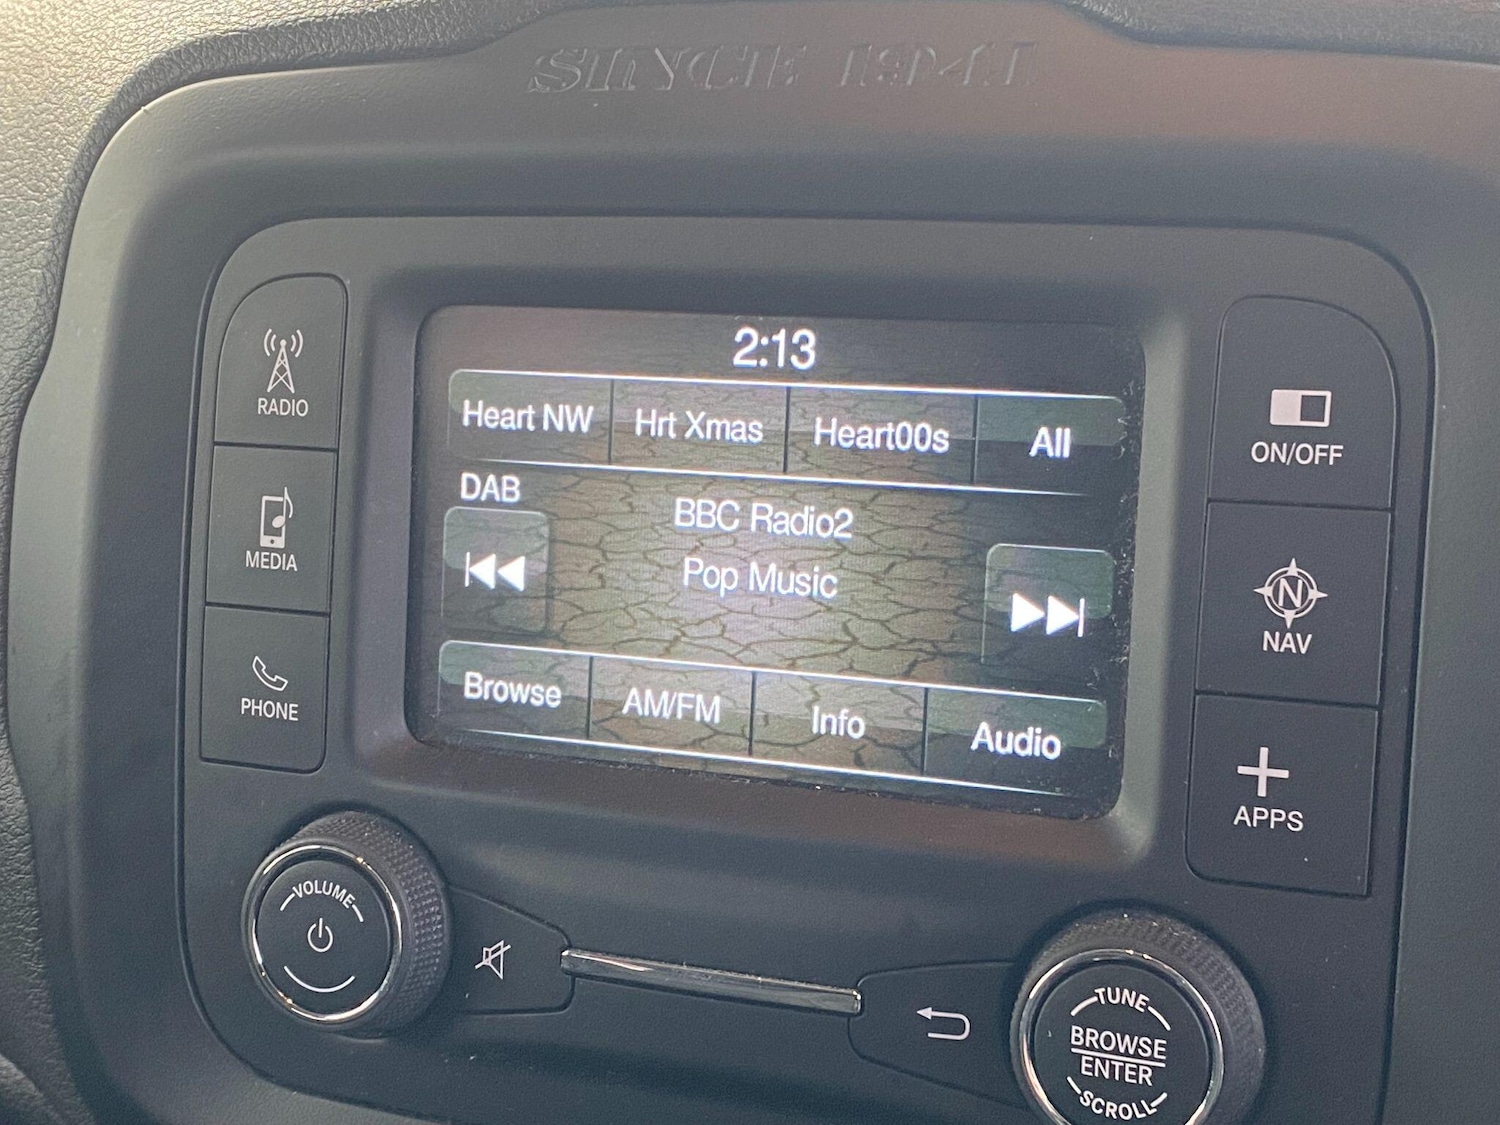 SINCE 1941
2:13
Heart NW Hrt Xmas Heart00s All
DAB
BBC Radio2
Pop Music
Browse AM/FM Info Audio
RADIO
MEDIA
PHONE
ON/OFF
N
NAV
APPS
VOLUME
TUNE
BROWSE
ENTER
SCROLL